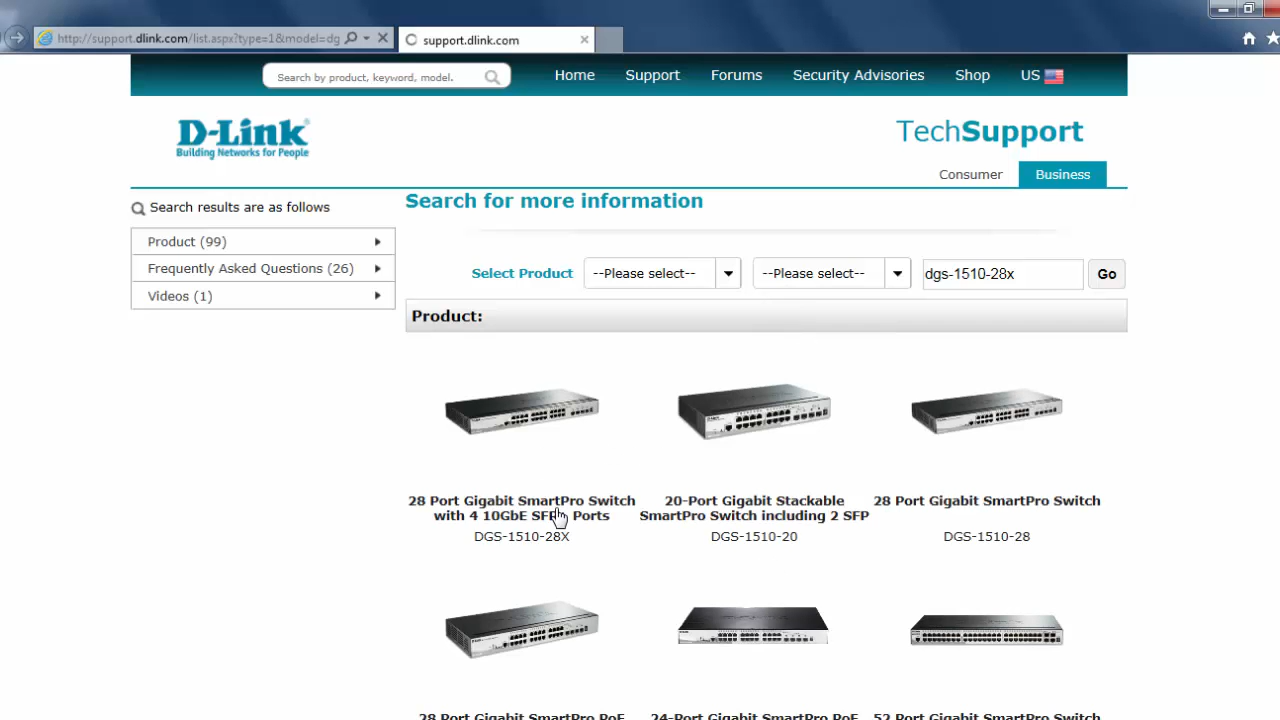 http://support.dlink.com/list.aspx?type=1&model=dg
support.dlink.com
Search by product, keyword, model.
Home
Support
Forums
Security Advisories
Shop
US
D-Link®
Building Networks for People
TechSupport
Consumer
Business
Search results are as follows
Product (99)
Frequently Asked Questions (26)
Videos (1)
Search for more information
Select Product
--Please select--
--Please select--
dgs-1510-28x
Go
Product:
28 Port Gigabit SmartPro Switch
with 4 10GbE Ports
DGS-1510-28X
20-Port Gigabit Stackable
SmartPro Switch including 2 SFP
DGS-1510-20
28 Port Gigabit SmartPro Switch
DGS-1510-28
28 Port Gigabit SmartPro PoE
24-Port Gigabit SmartPro PoE
52 Port Gigabit SmartPro Switch